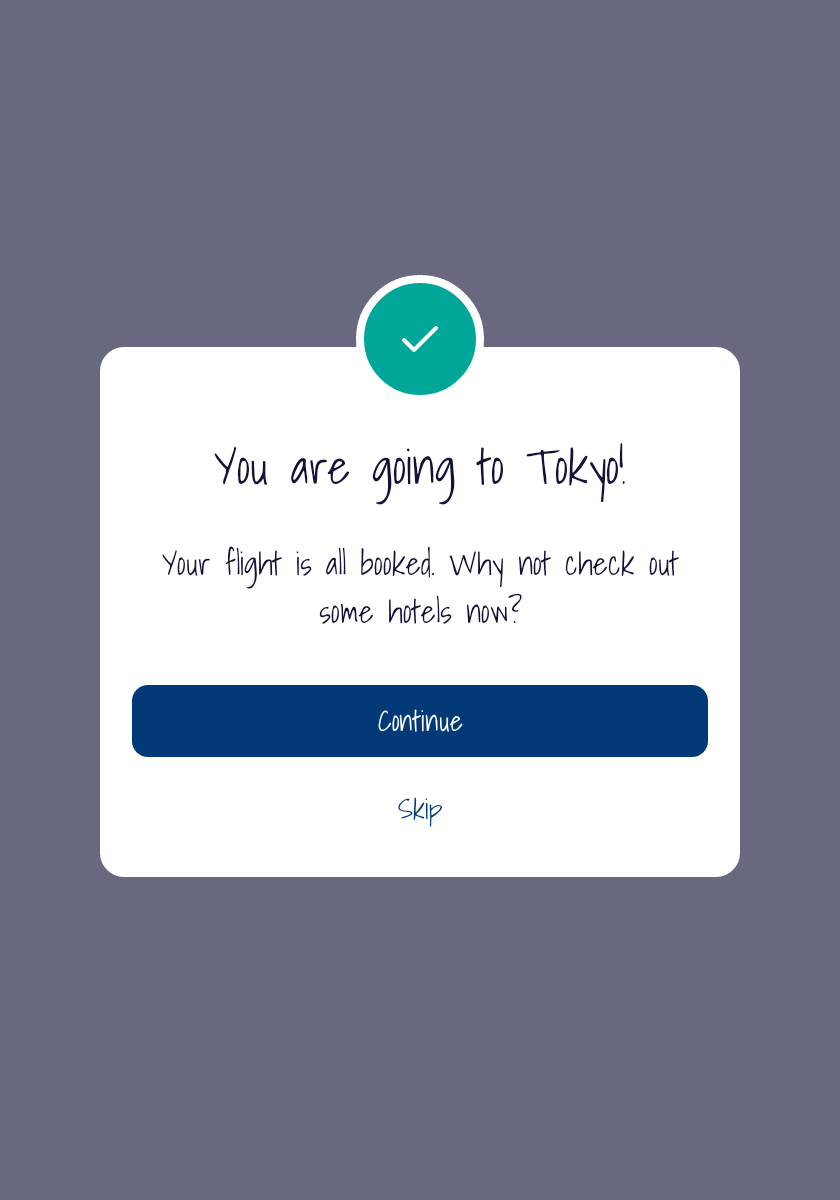 You are going to Tokyo!
Your flight is all booked. Why not check out
some hotels now?
Continue
Skip